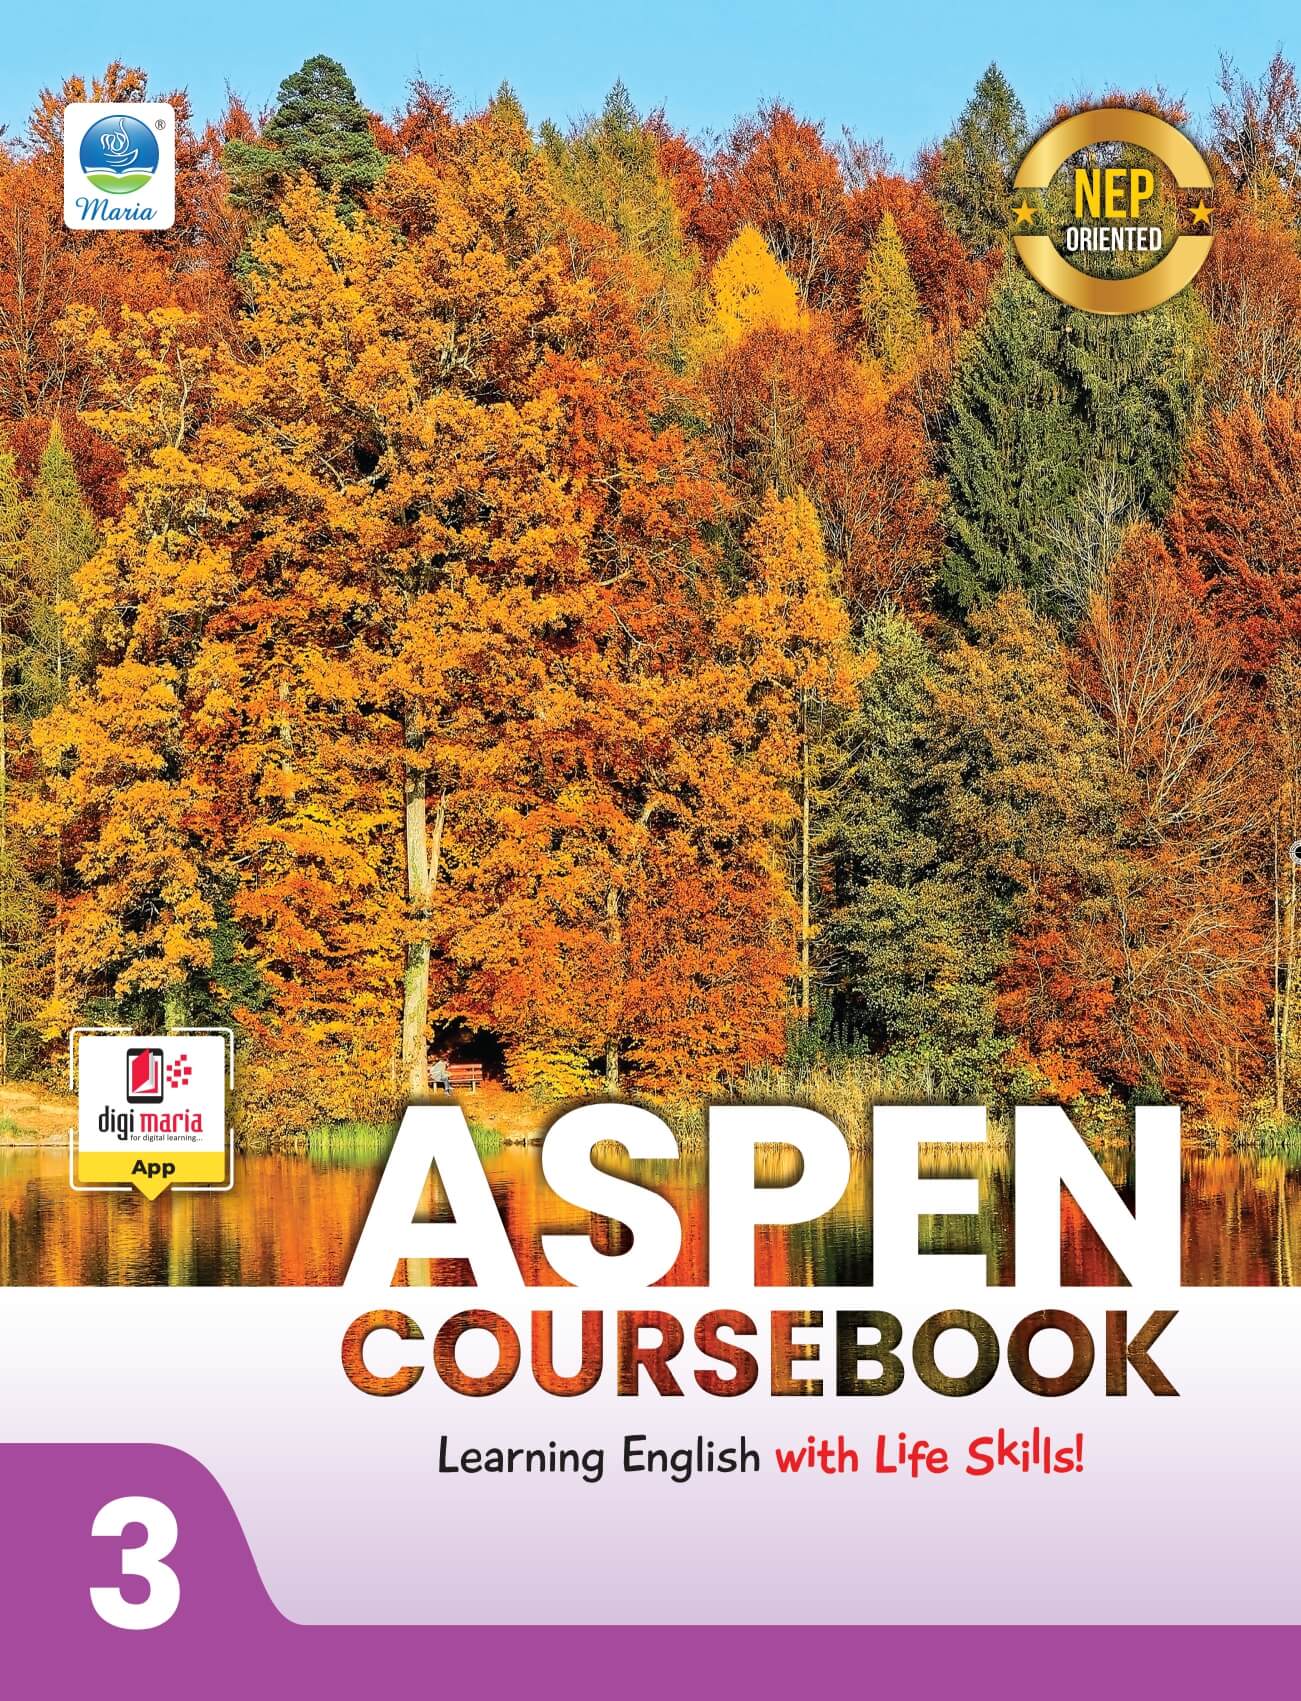 ®
Maria
NEP
ORIENTED
digi maria
for digital learning...
App
ASPEN
COURSEBOOK
Learning English with Life Skills!
3